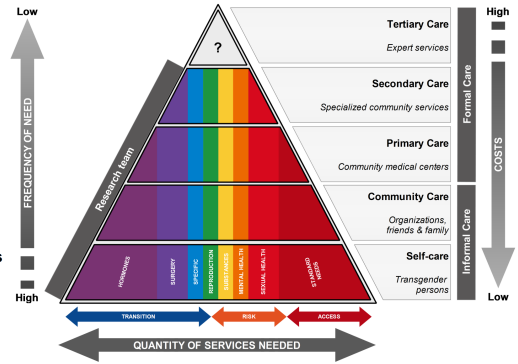 Low
High
Tertiary Care
Expert services
?
Secondary Care
Specialized community services
Primary Care
Community medical centers
Community Care
Organizations,
friends & family
Self-care
Transgender
persons
Formal Care
Informal Care
FREQUENCY OF NEED
Research team
COSTS
HORMONES
SURGERY
SPECIFIC
REPRODUCTION
SUBSTANCES
MENTAL HEALTH
SEXUAL HEALTH
STANDARD
NEEDS
s
High
Low
TRANSITION
RISK
ACCESS
QUANTITY OF SERVICES NEEDED